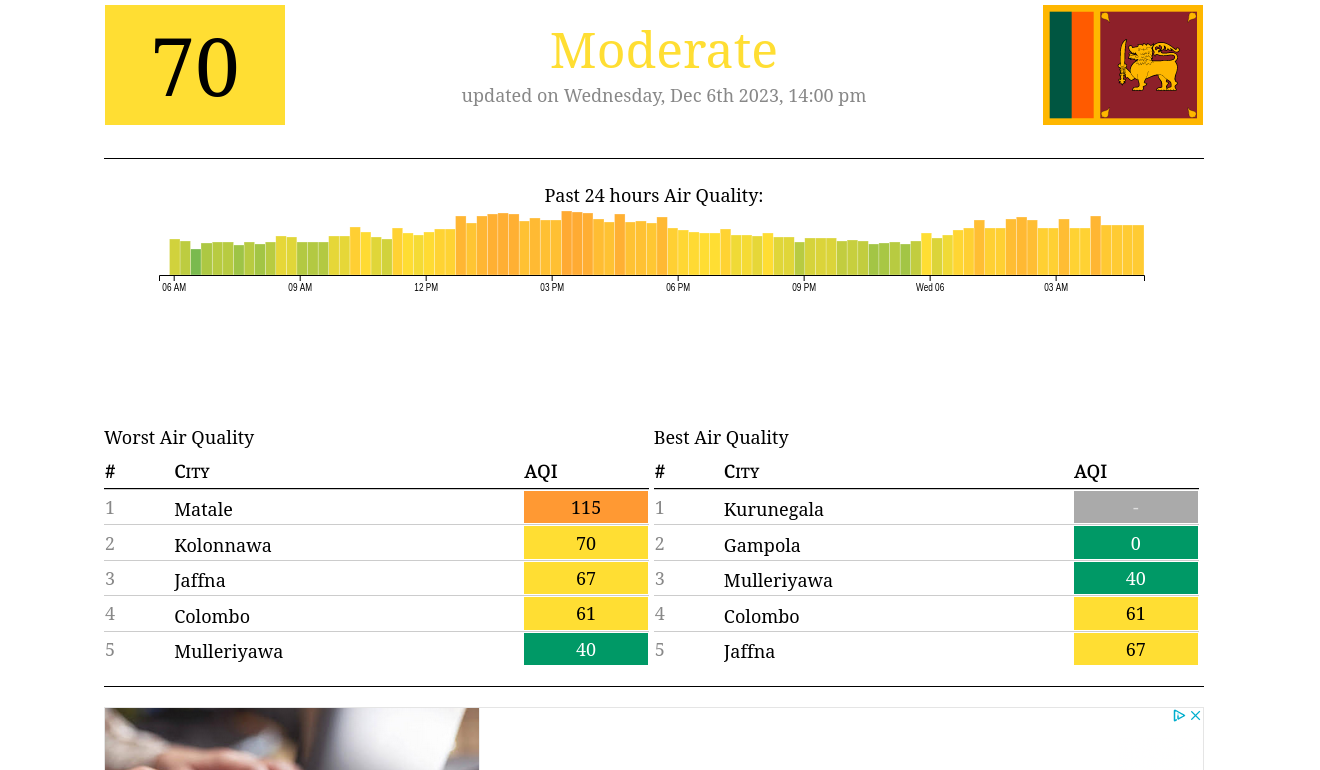 70
Moderate
updated on Wednesday, Dec 6th 2023, 14:00 pm
Past 24 hours Air Quality:
06 AM 09 AM 12 PM 03 PM 06 PM 09 PM Wed 06 03 AM
Worst Air Quality
# City AQI
1 Matale 115
2 Kolonnawa 70
3 Jaffna 67
4 Colombo 61
5 Mulleriyawa 40
Best Air Quality
# City AQI
1 Kurunegala -
2 Gampola 0
3 Mulleriyawa 40
4 Colombo 61
5 Jaffna 67